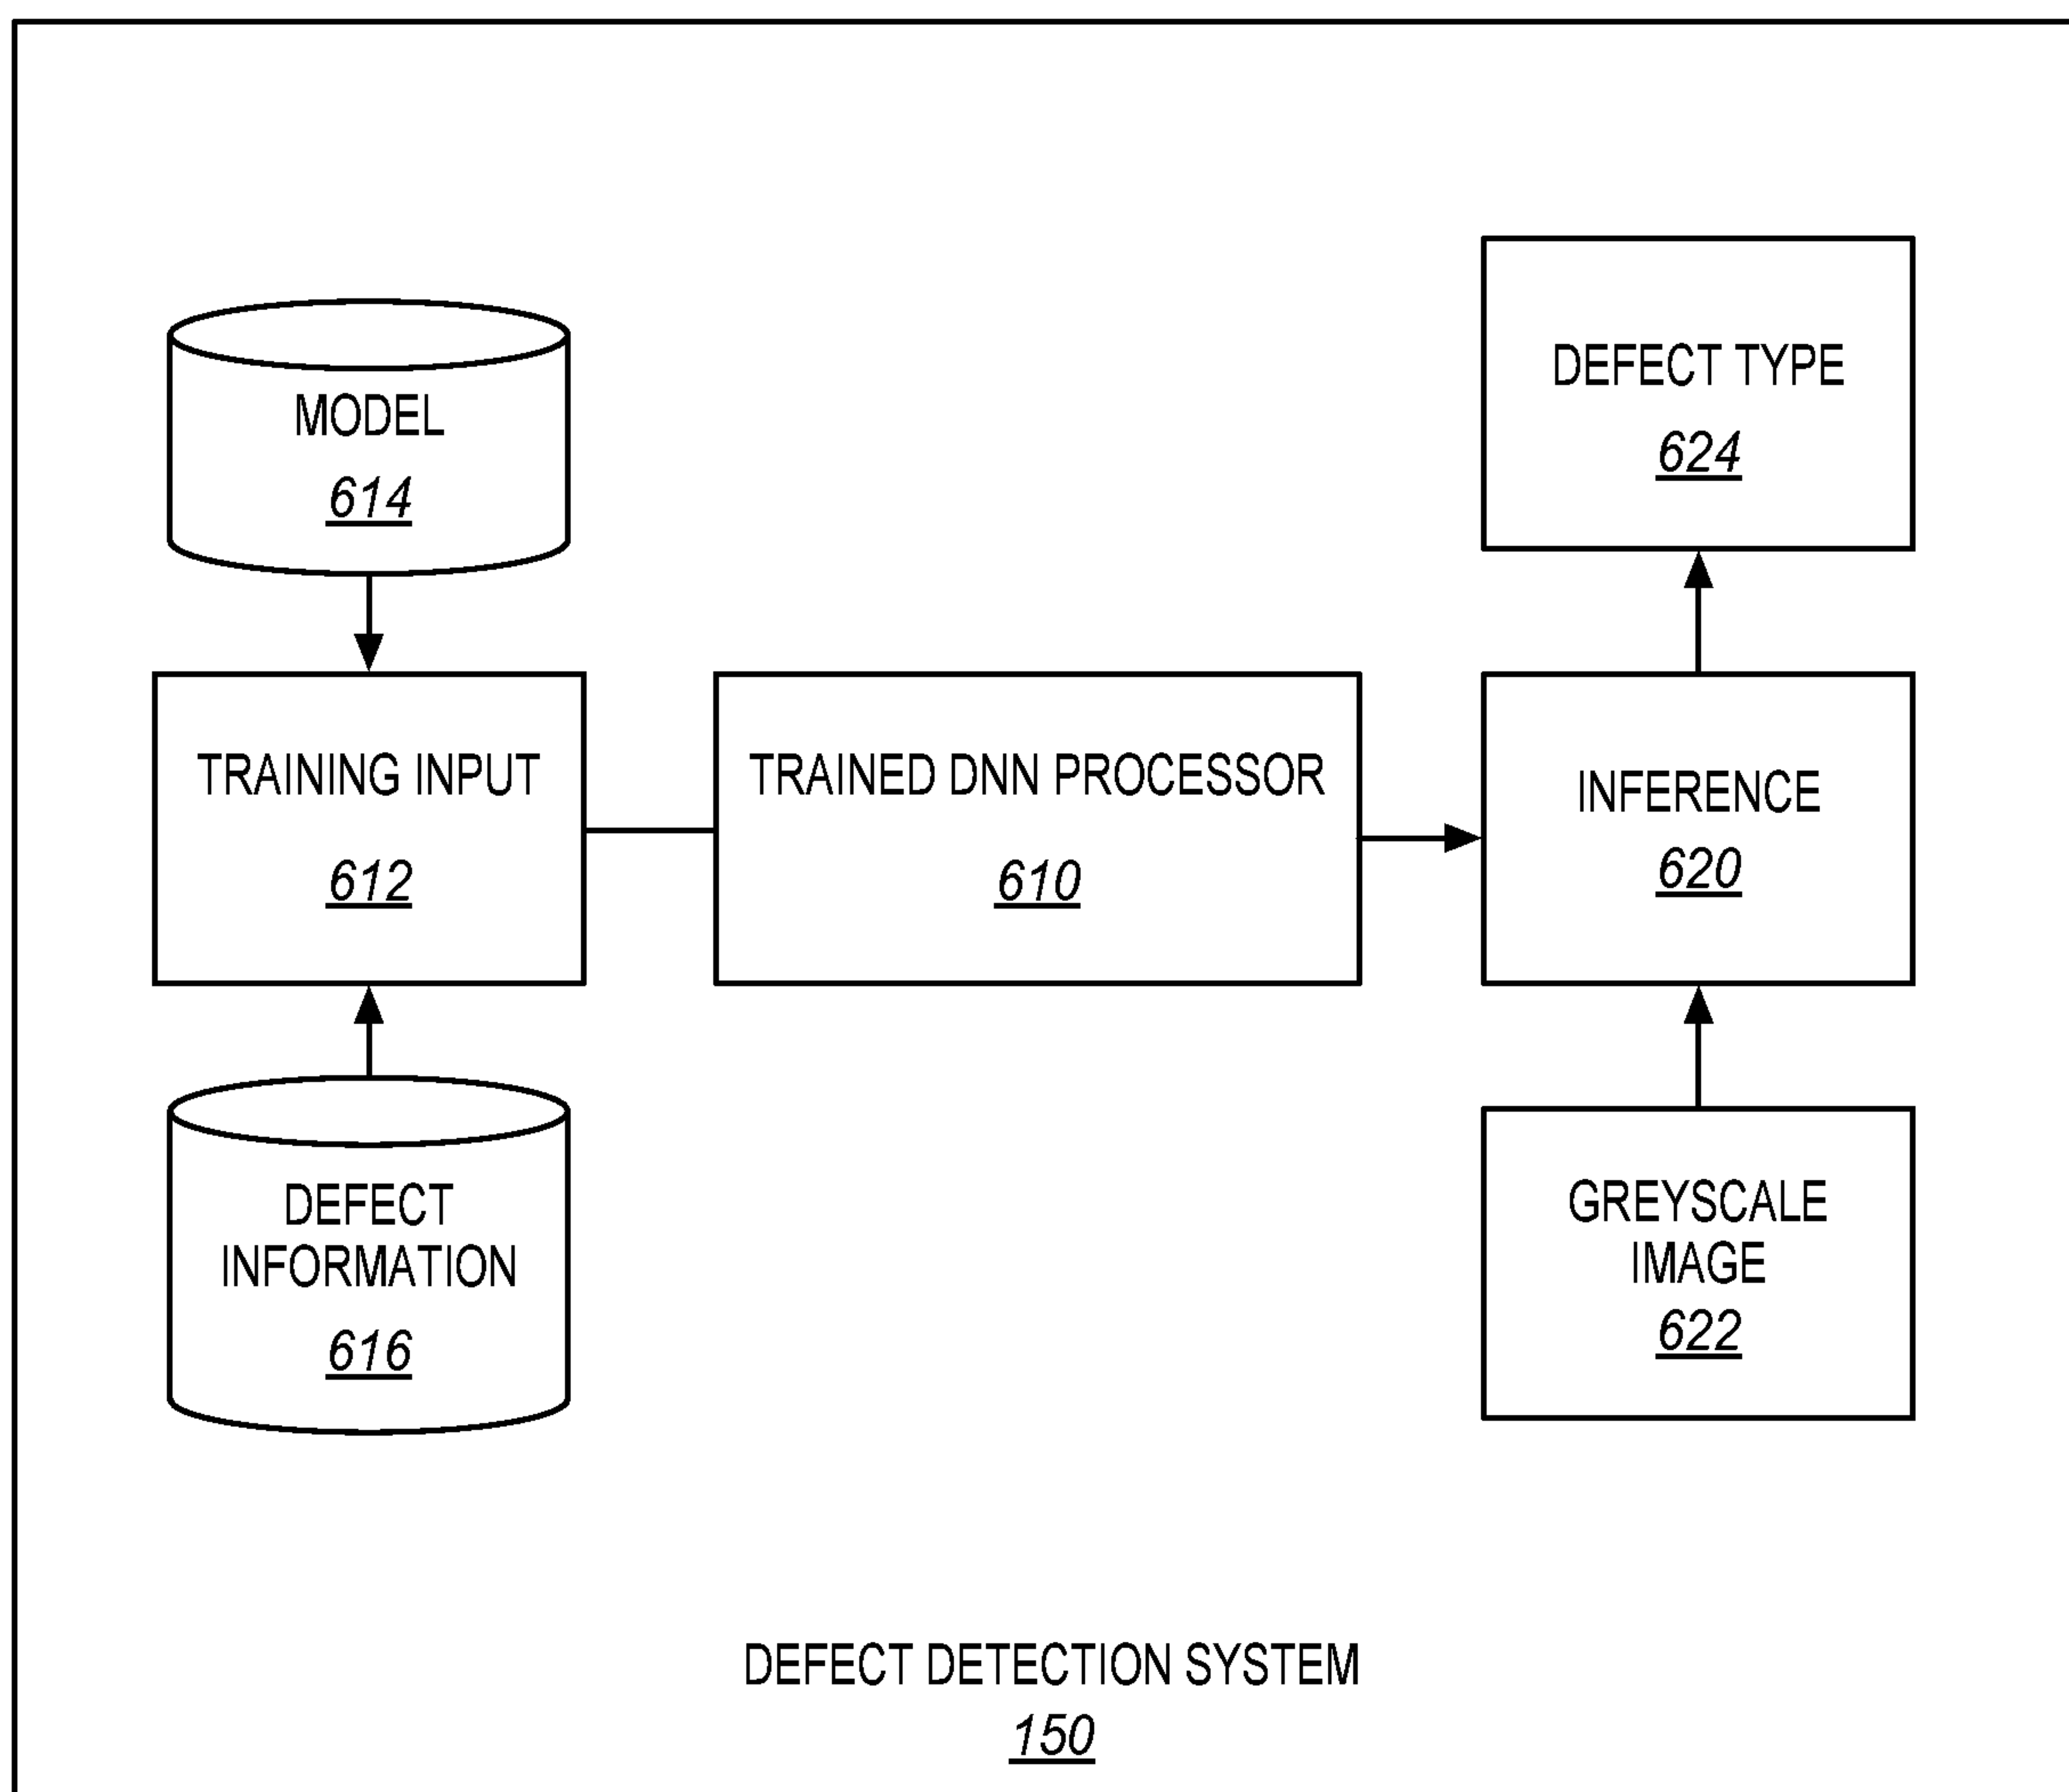 MODEL
614
DEFECT TYPE
624
TRAINING INPUT
612
TRAINED DNN PROCESSOR
610
INFERENCE
620
DEFECT
INFORMATION
616
GREYSCALE
IMAGE
622
DEFECT DETECTION SYSTEM
150